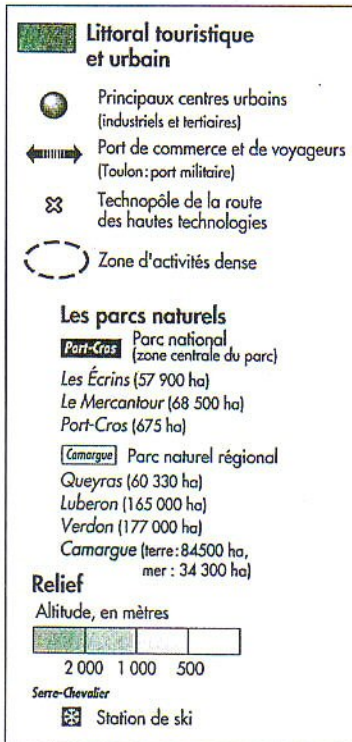 Littoral touristique
et urbain
Principaux centres urbains
(industriels et tertiaires)
Port de commerce et de voyageurs
(Toulon : port militaire)
Technopôle de la route
des hautes technologies
Zone d'activités dense
Les parcs naturels
Port-Cros Parc national
(zone centrale du parc)
Les Écrins (57 900 ha)
Le Mercantour (68 500 ha)
Port-Cros (675 ha)
Camargue Parc naturel régional
Queyras (60 330 ha)
Luberon (165 000 ha)
Verdon (177 000 ha)
Camargue (terre : 84500 ha,
mer : 34 300 ha)
Relief
Altitude, en mètres
2 000 1 000 500
Serre-Chevalier
Station de ski